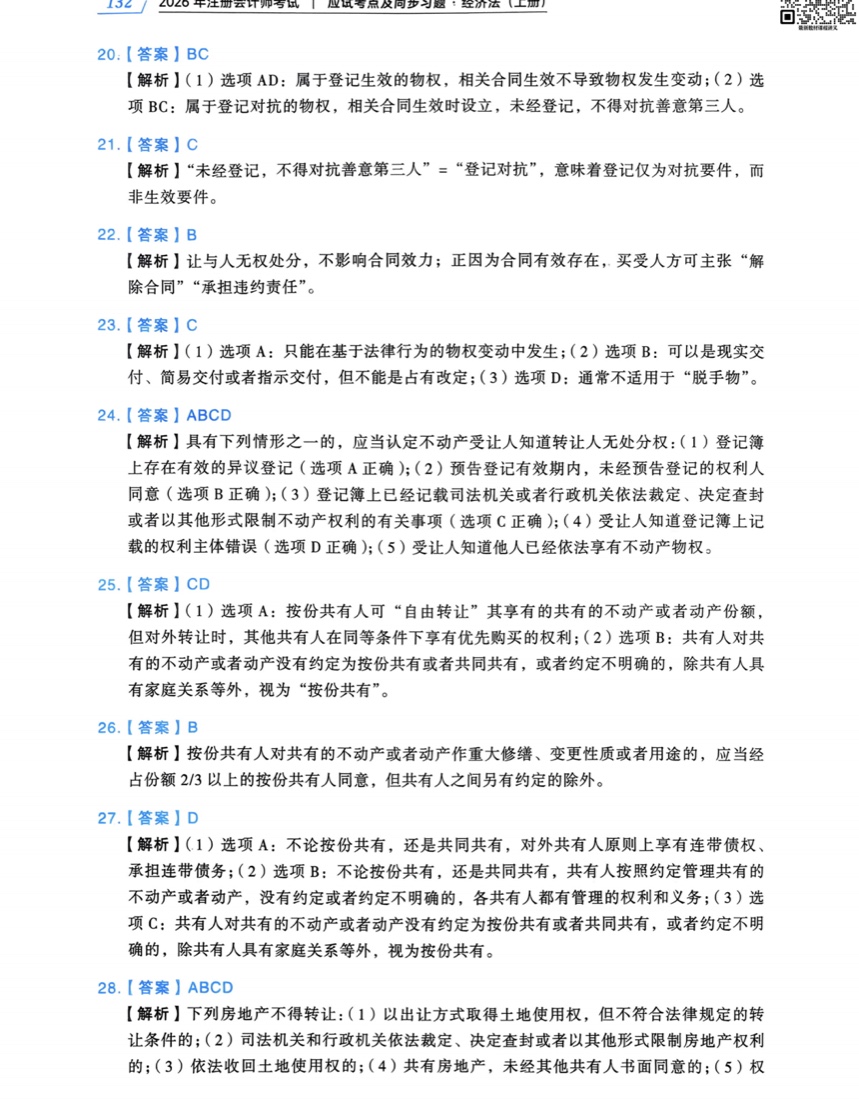 132 2026年注册会计师考试 | 应试考点及同步习题·经济法（上册）
20.【答案】BC
【解析】（1）选项AD：属于登记生效的物权，相关合同生效不导致物权发生变动；（2）选
项BC：属于登记对抗的物权，相关合同生效时设立，未经登记，不得对抗善意第三人。
21.【答案】C
【解析】“未经登记，不得对抗善意第三人”=“登记对抗”，意味着登记仅为对抗要件，而
非生效要件。
22.【答案】B
【解析】让与人无权处分，不影响合同效力；正因为合同有效存在，买受人方可主张“解
除合同”“承担违约责任”。
23.【答案】C
【解析】（1）选项A：只能在基于法律行为的物权变动中发生；（2）选项B：可以是现实交
付、简易交付或者指示交付，但不能是占有改定；（3）选项D：通常不适用于“脱手物”。
24.【答案】ABCD
【解析】具有下列情形之一的，应当认定不动产受让人知道转让人无处分权：（1）登记簿
上存在有效的异议登记（选项A正确）；（2）预告登记有效期内，未经预告登记的权利人
同意（选项B正确）；（3）登记簿上已经记载司法机关或者行政机关依法裁定、决定查封
或者以其他形式限制不动产权利的有关事项（选项C正确）；（4）受让人知道登记簿上记
载的权利主体错误（选项D正确）；（5）受让人知道他人已经依法享有不动产物权。
25.【答案】CD
【解析】（1）选项A：按份共有人可“自由转让”其享有的共有的不动产或者动产份额，
但对外转让时，其他共有人在同等条件下享有优先购买的权利；（2）选项B：共有人对共
有的不动产或者动产没有约定为按份共有或者共同共有，或者约定不明确的，除共有人具
有家庭关系等外，视为“按份共有”。
26.【答案】B
【解析】按份共有人对共有的不动产或者动产作重大修缮、变更性质或者用途的，应当经
占份额2/3以上的按份共有人同意，但共有人之间另有约定的除外。
27.【答案】D
【解析】（1）选项A：不论按份共有，还是共同共有，对外共有人原则上享有连带债权、
承担连带债务；（2）选项B：不论按份共有，还是共同共有，共有人按照约定管理共有的
不动产或者动产，没有约定或者约定不明确的，各共有人都有管理的权利和义务；（3）选
项C：共有人对共有的不动产或者动产没有约定为按份共有或者共同共有，或者约定不明
确的，除共有人具有家庭关系等外，视为按份共有。
28.【答案】ABCD
【解析】下列房地产不得转让：（1）以出让方式取得土地使用权，但不符合法律规定的转
让条件的；（2）司法机关和行政机关依法裁定、决定查封或者以其他形式限制房地产权利
的；（3）依法收回土地使用权的；（4）共有房地产，未经其他共有人书面同意的；（5）权